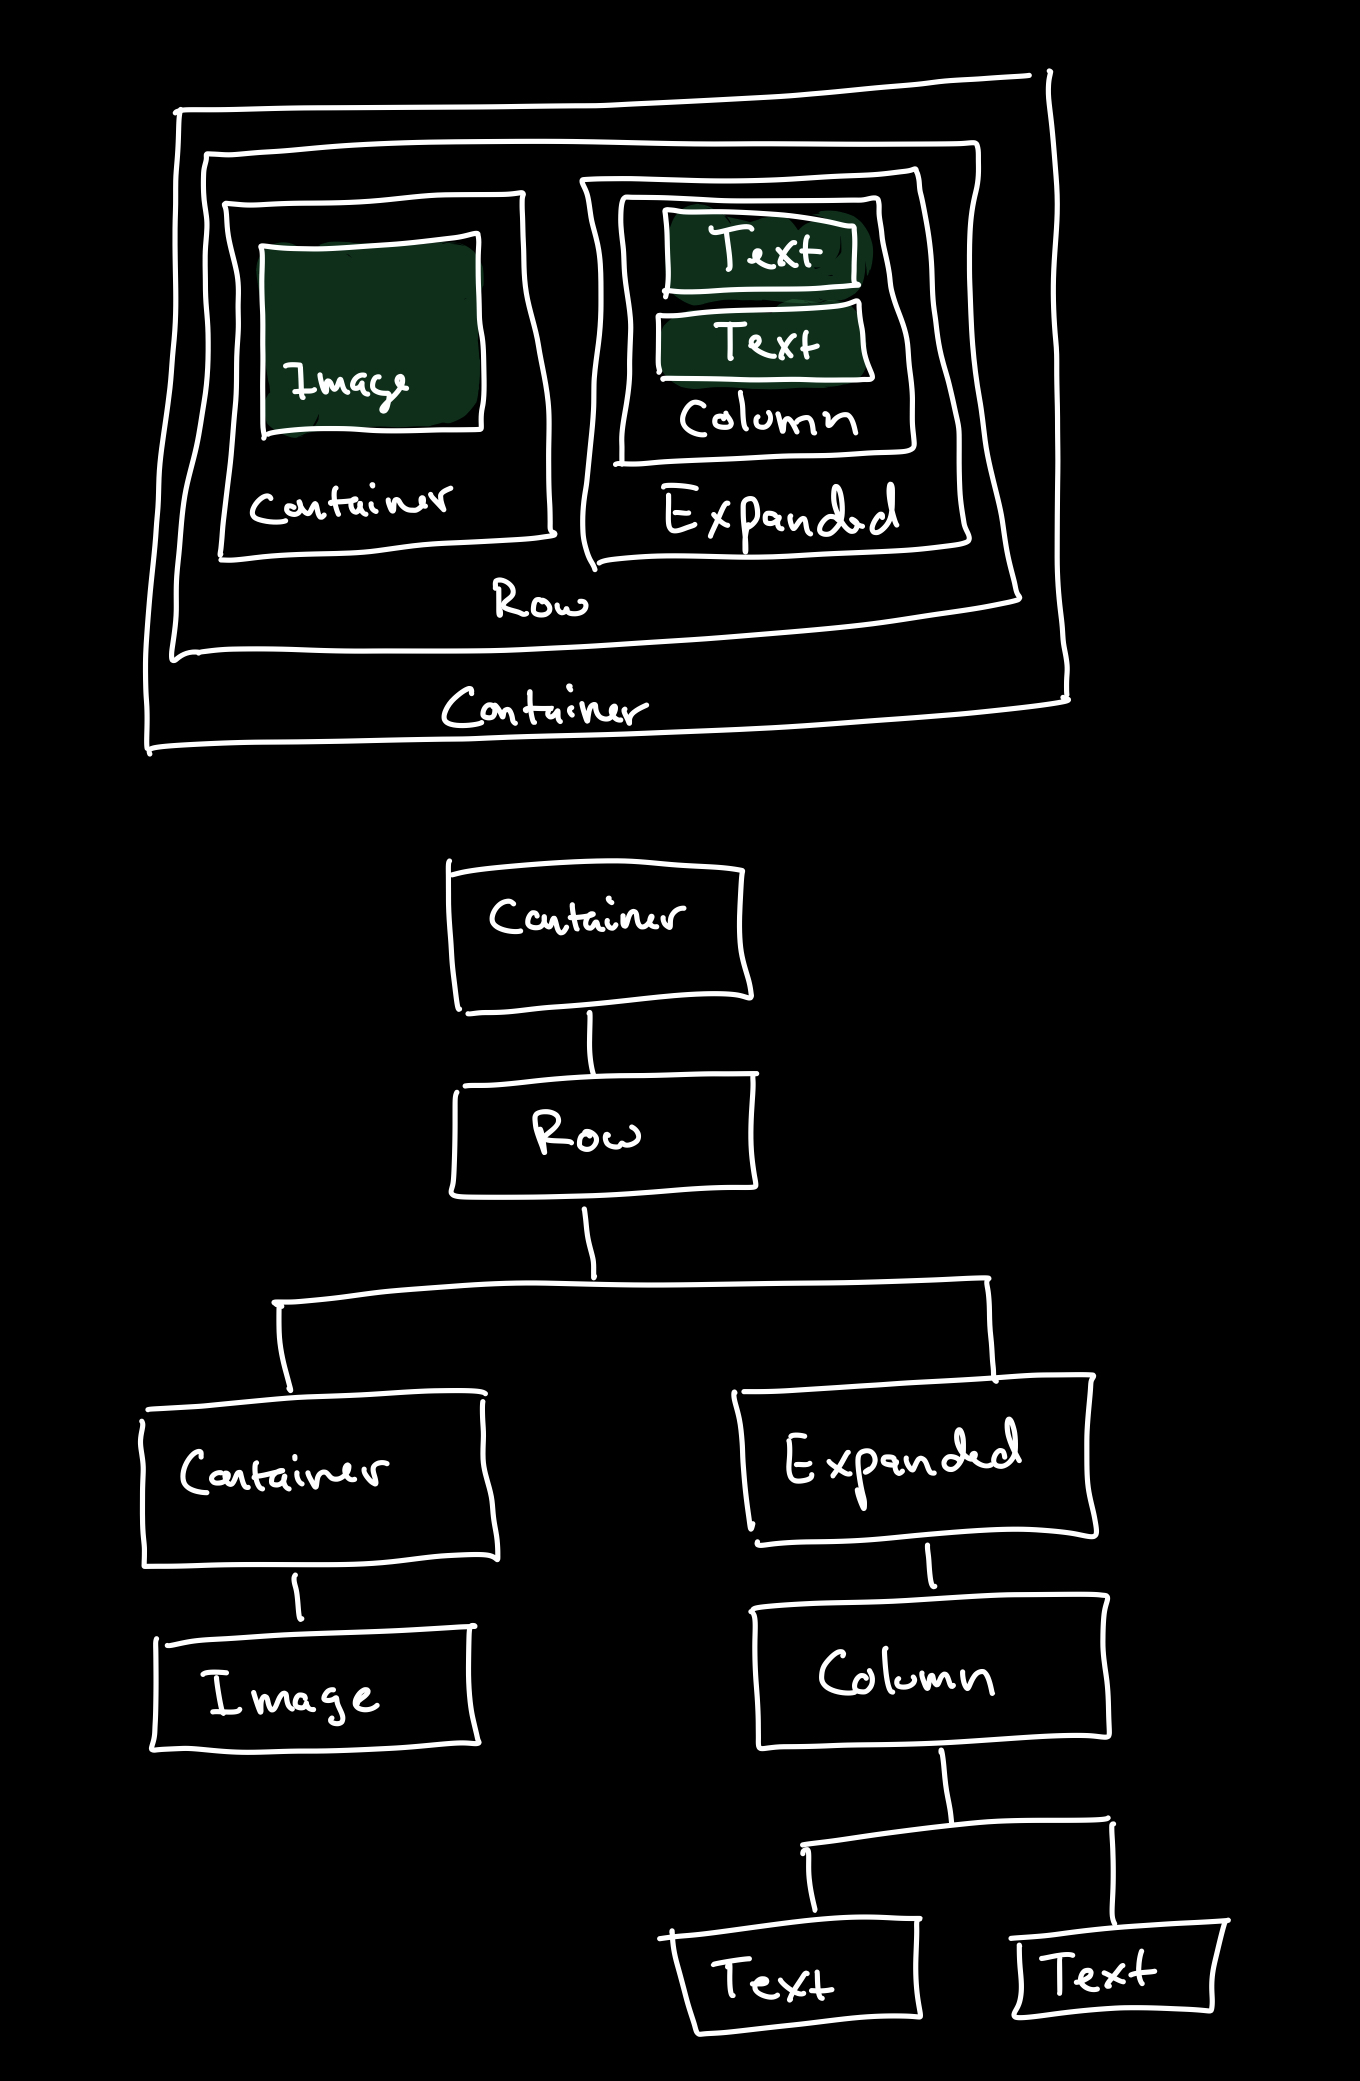 Text
Text
Image
Column
Container
Expanded
Row
Container
Container
Row
Container
Expanded
Image
Column
Text
Text